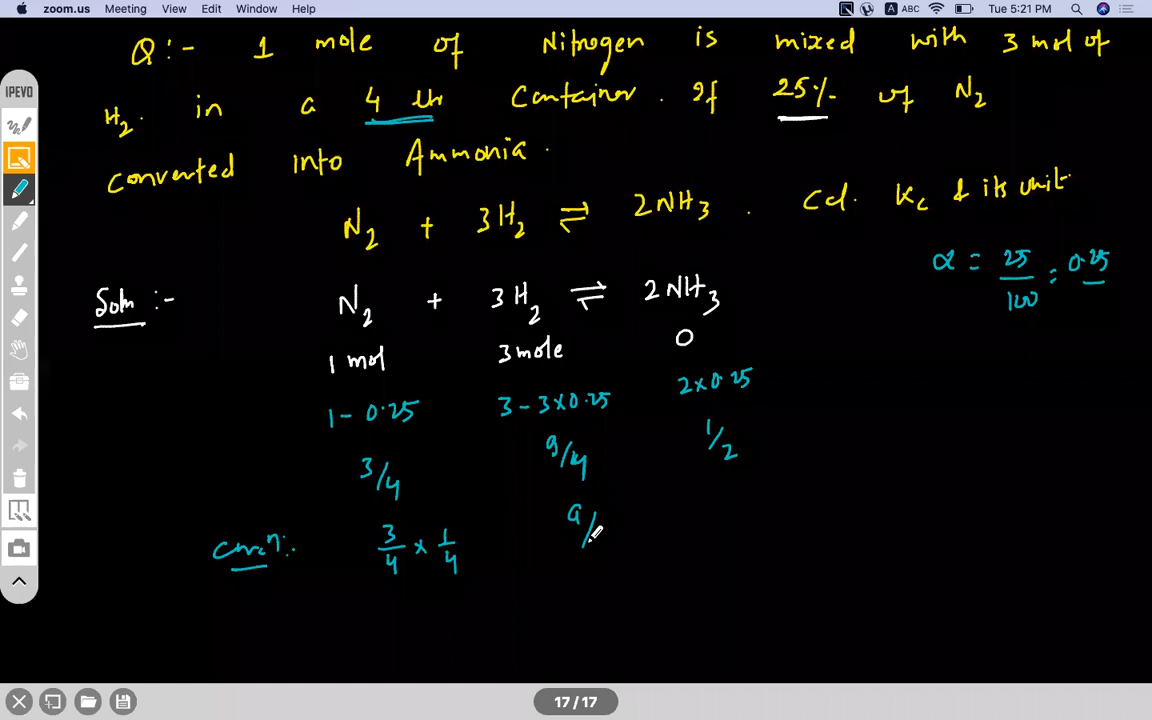 zoom.us Meeting View Edit Window Help ABC Tue 5:21 PM
IPEVO
Q:- 1 mole of Nitrogen is mixed with 3 mol of
H2. in a 4 ltr Container. If 25% of N2
converted into Ammonia.
N2 + 3H2 ⇌ 2NH3. Cal. Kc & its unit
α = 25/100 = 0.25
Soln :- N2 + 3H2 ⇌ 2NH3
1 mol 3 mole 0
1 - 0.25 3 - 3×0.25 2×0.25
3/4 9/4 1/2
Concn:. 3/4 × 1/4 9/
17/17